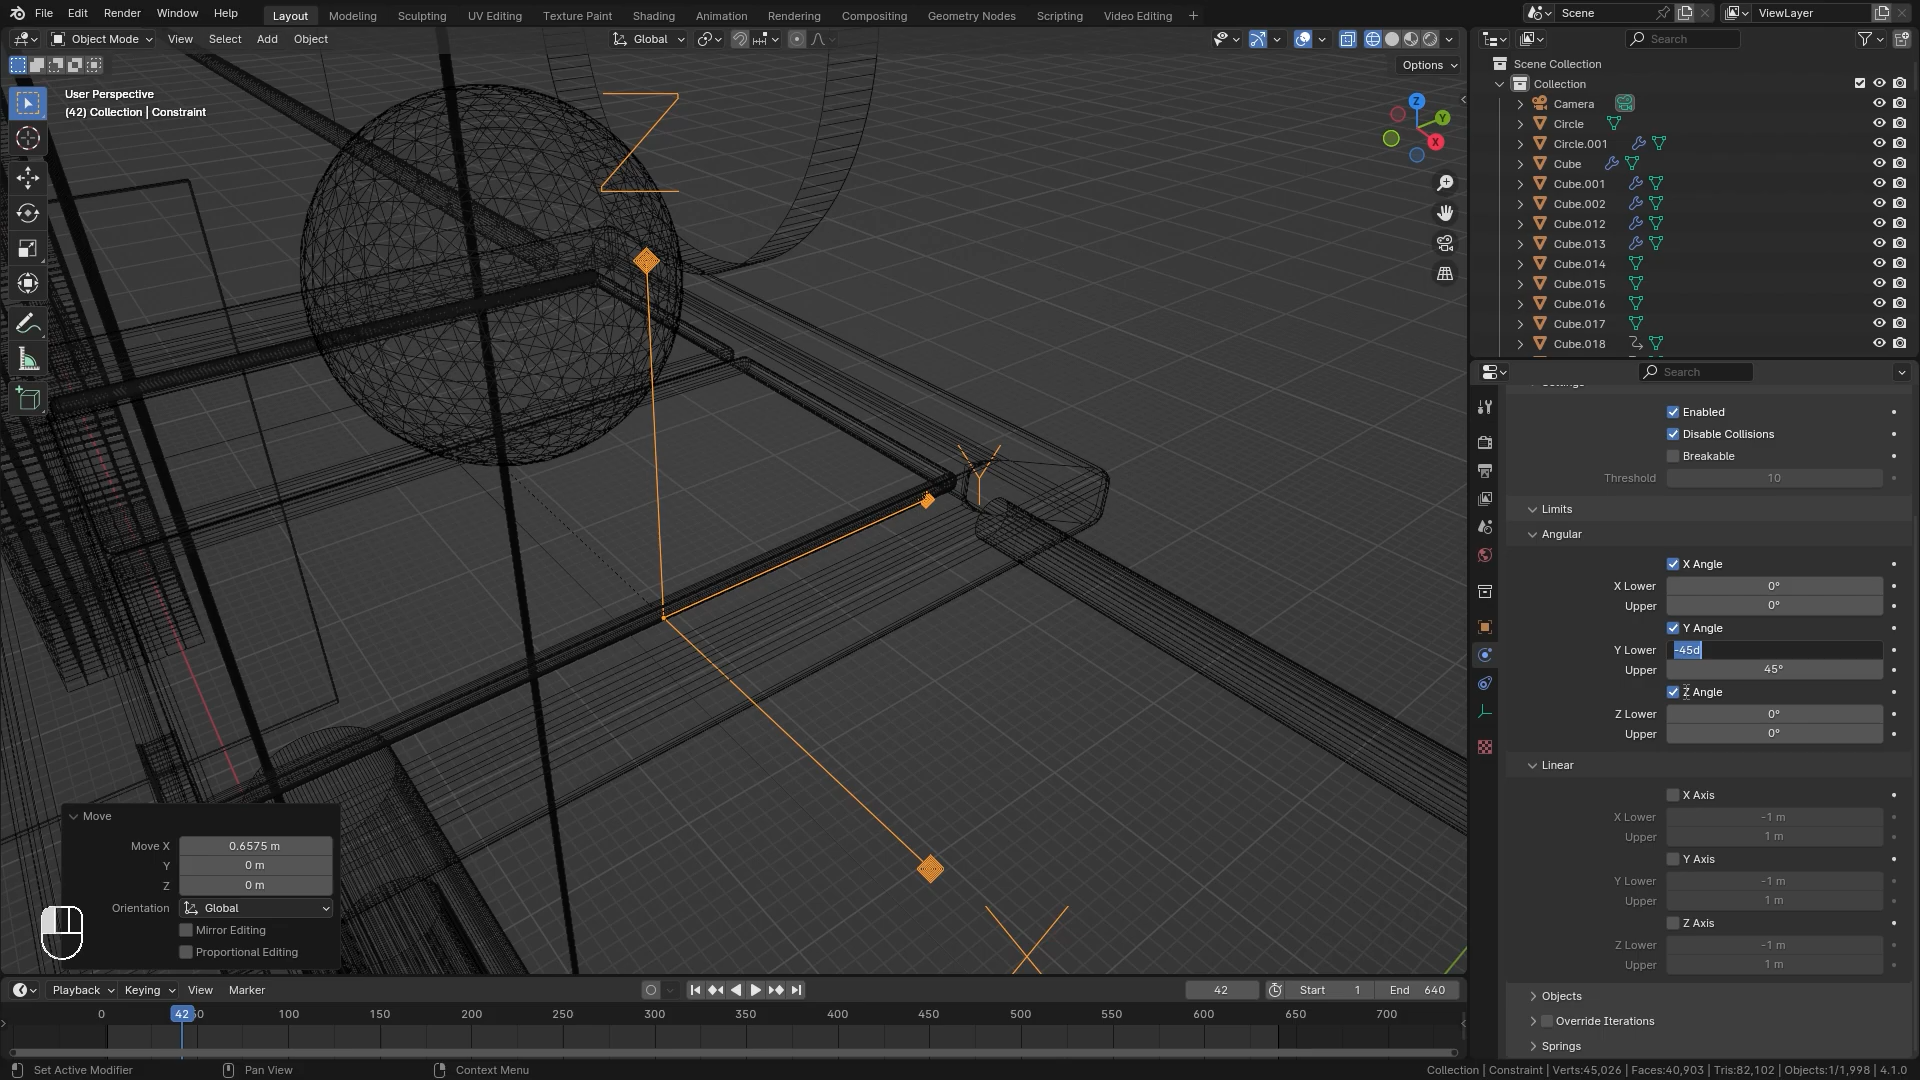 File Edit Render Window Help Layout Modeling Sculpting UV Editing Texture Paint Shading Animation Rendering Compositing Geometry Nodes Scripting Video Editing + Scene ViewLayer
Object Mode View Select Add Object Global Search
Options
User Perspective
(42) Collection | Constraint
Z
Y
X
Scene Collection
Collection
Camera
Circle
Circle.001
Cube
Cube.001
Cube.002
Cube.012
Cube.013
Cube.014
Cube.015
Cube.016
Cube.017
Cube.018
Search
Enabled
Disable Collisions
Breakable
Threshold 10
Limits
Angular
X Angle
X Lower 0°
Upper 0°
Y Angle
Y Lower -45d
Upper 45°
Z Angle
Z Lower 0°
Upper 0°
Linear
X Axis
X Lower -1 m
Upper 1 m
Y Axis
Y Lower -1 m
Upper 1 m
Z Axis
Z Lower -1 m
Upper 1 m
Objects
Override Iterations
Springs
Z
Y
X
Move
Move X 0.6575 m
Y 0 m
Z 0 m
Orientation Global
Mirror Editing
Proportional Editing
Playback Keying View Marker 42 Start 1 End 640
0 42 100 150 200 250 300 350 400 450 500 550 600 650 700
Set Active Modifier Pan View Context Menu Collection | Constraint | Verts:45,026 | Faces:40,903 | Tris:82,102 | Objects:1/1,998 | 4.1.0